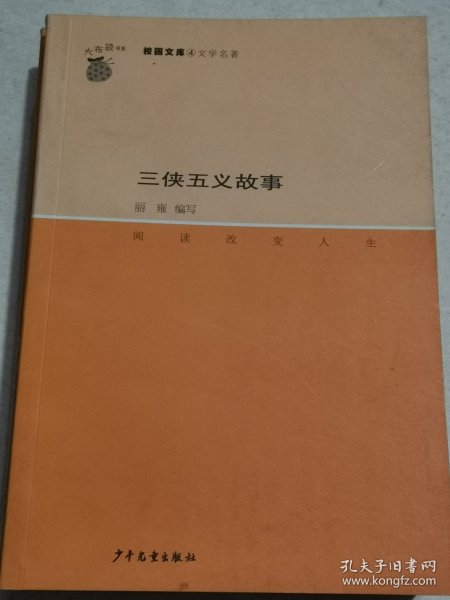 大布袋书系
校园文库④文学名著
三侠五义故事
丽雍 编写
阅读改变人生
少年儿童出版社
孔夫子旧书网
www.kongfz.com